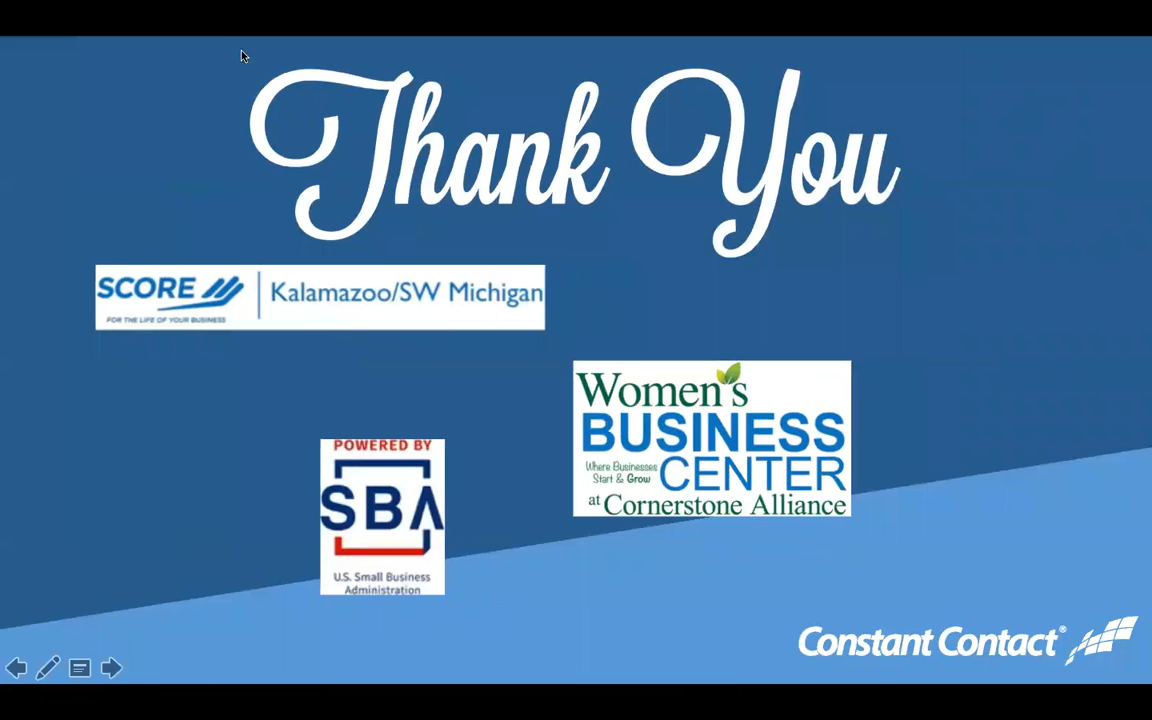 Thank You
SCORE | Kalamazoo/SW Michigan
FOR THE LIFE OF YOUR BUSINESS
Women's
BUSINESS
Where Businesses
Start & Grow
CENTER
at Cornerstone Alliance
POWERED BY
SBA
U.S. Small Business
Administration
Constant Contact®